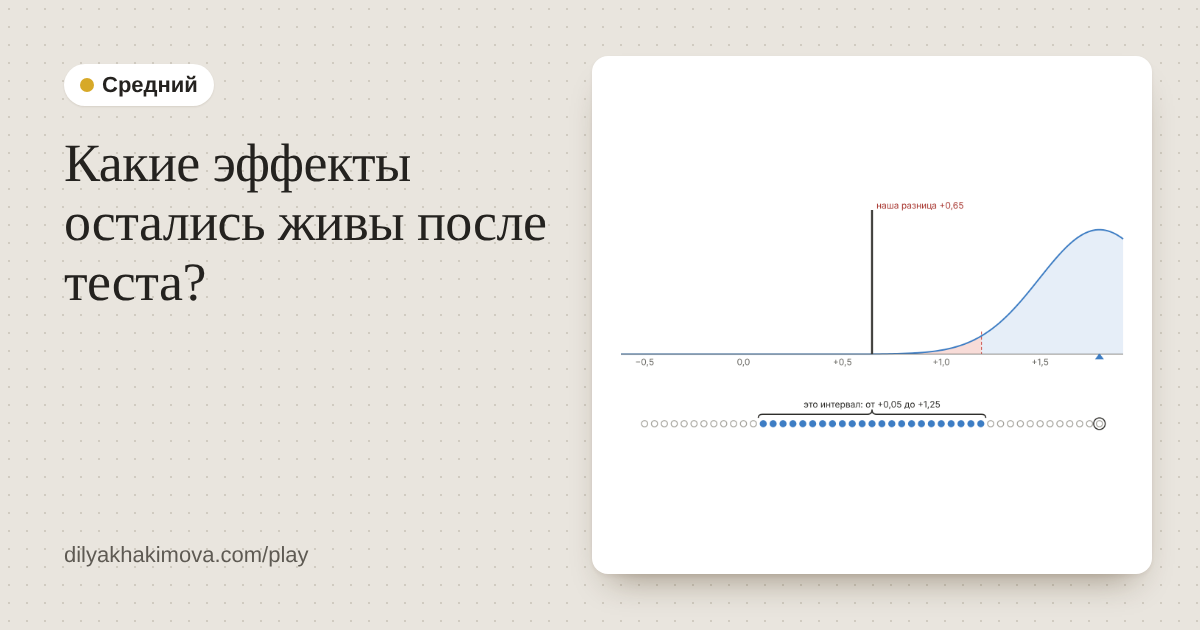 Средний
Какие эффекты
остались живы после
теста?
dilyakhakimova.com/play
наша разница +0,65
−0,5 0,0 +0,5 +1,0 +1,5
это интервал: от +0,05 до +1,25